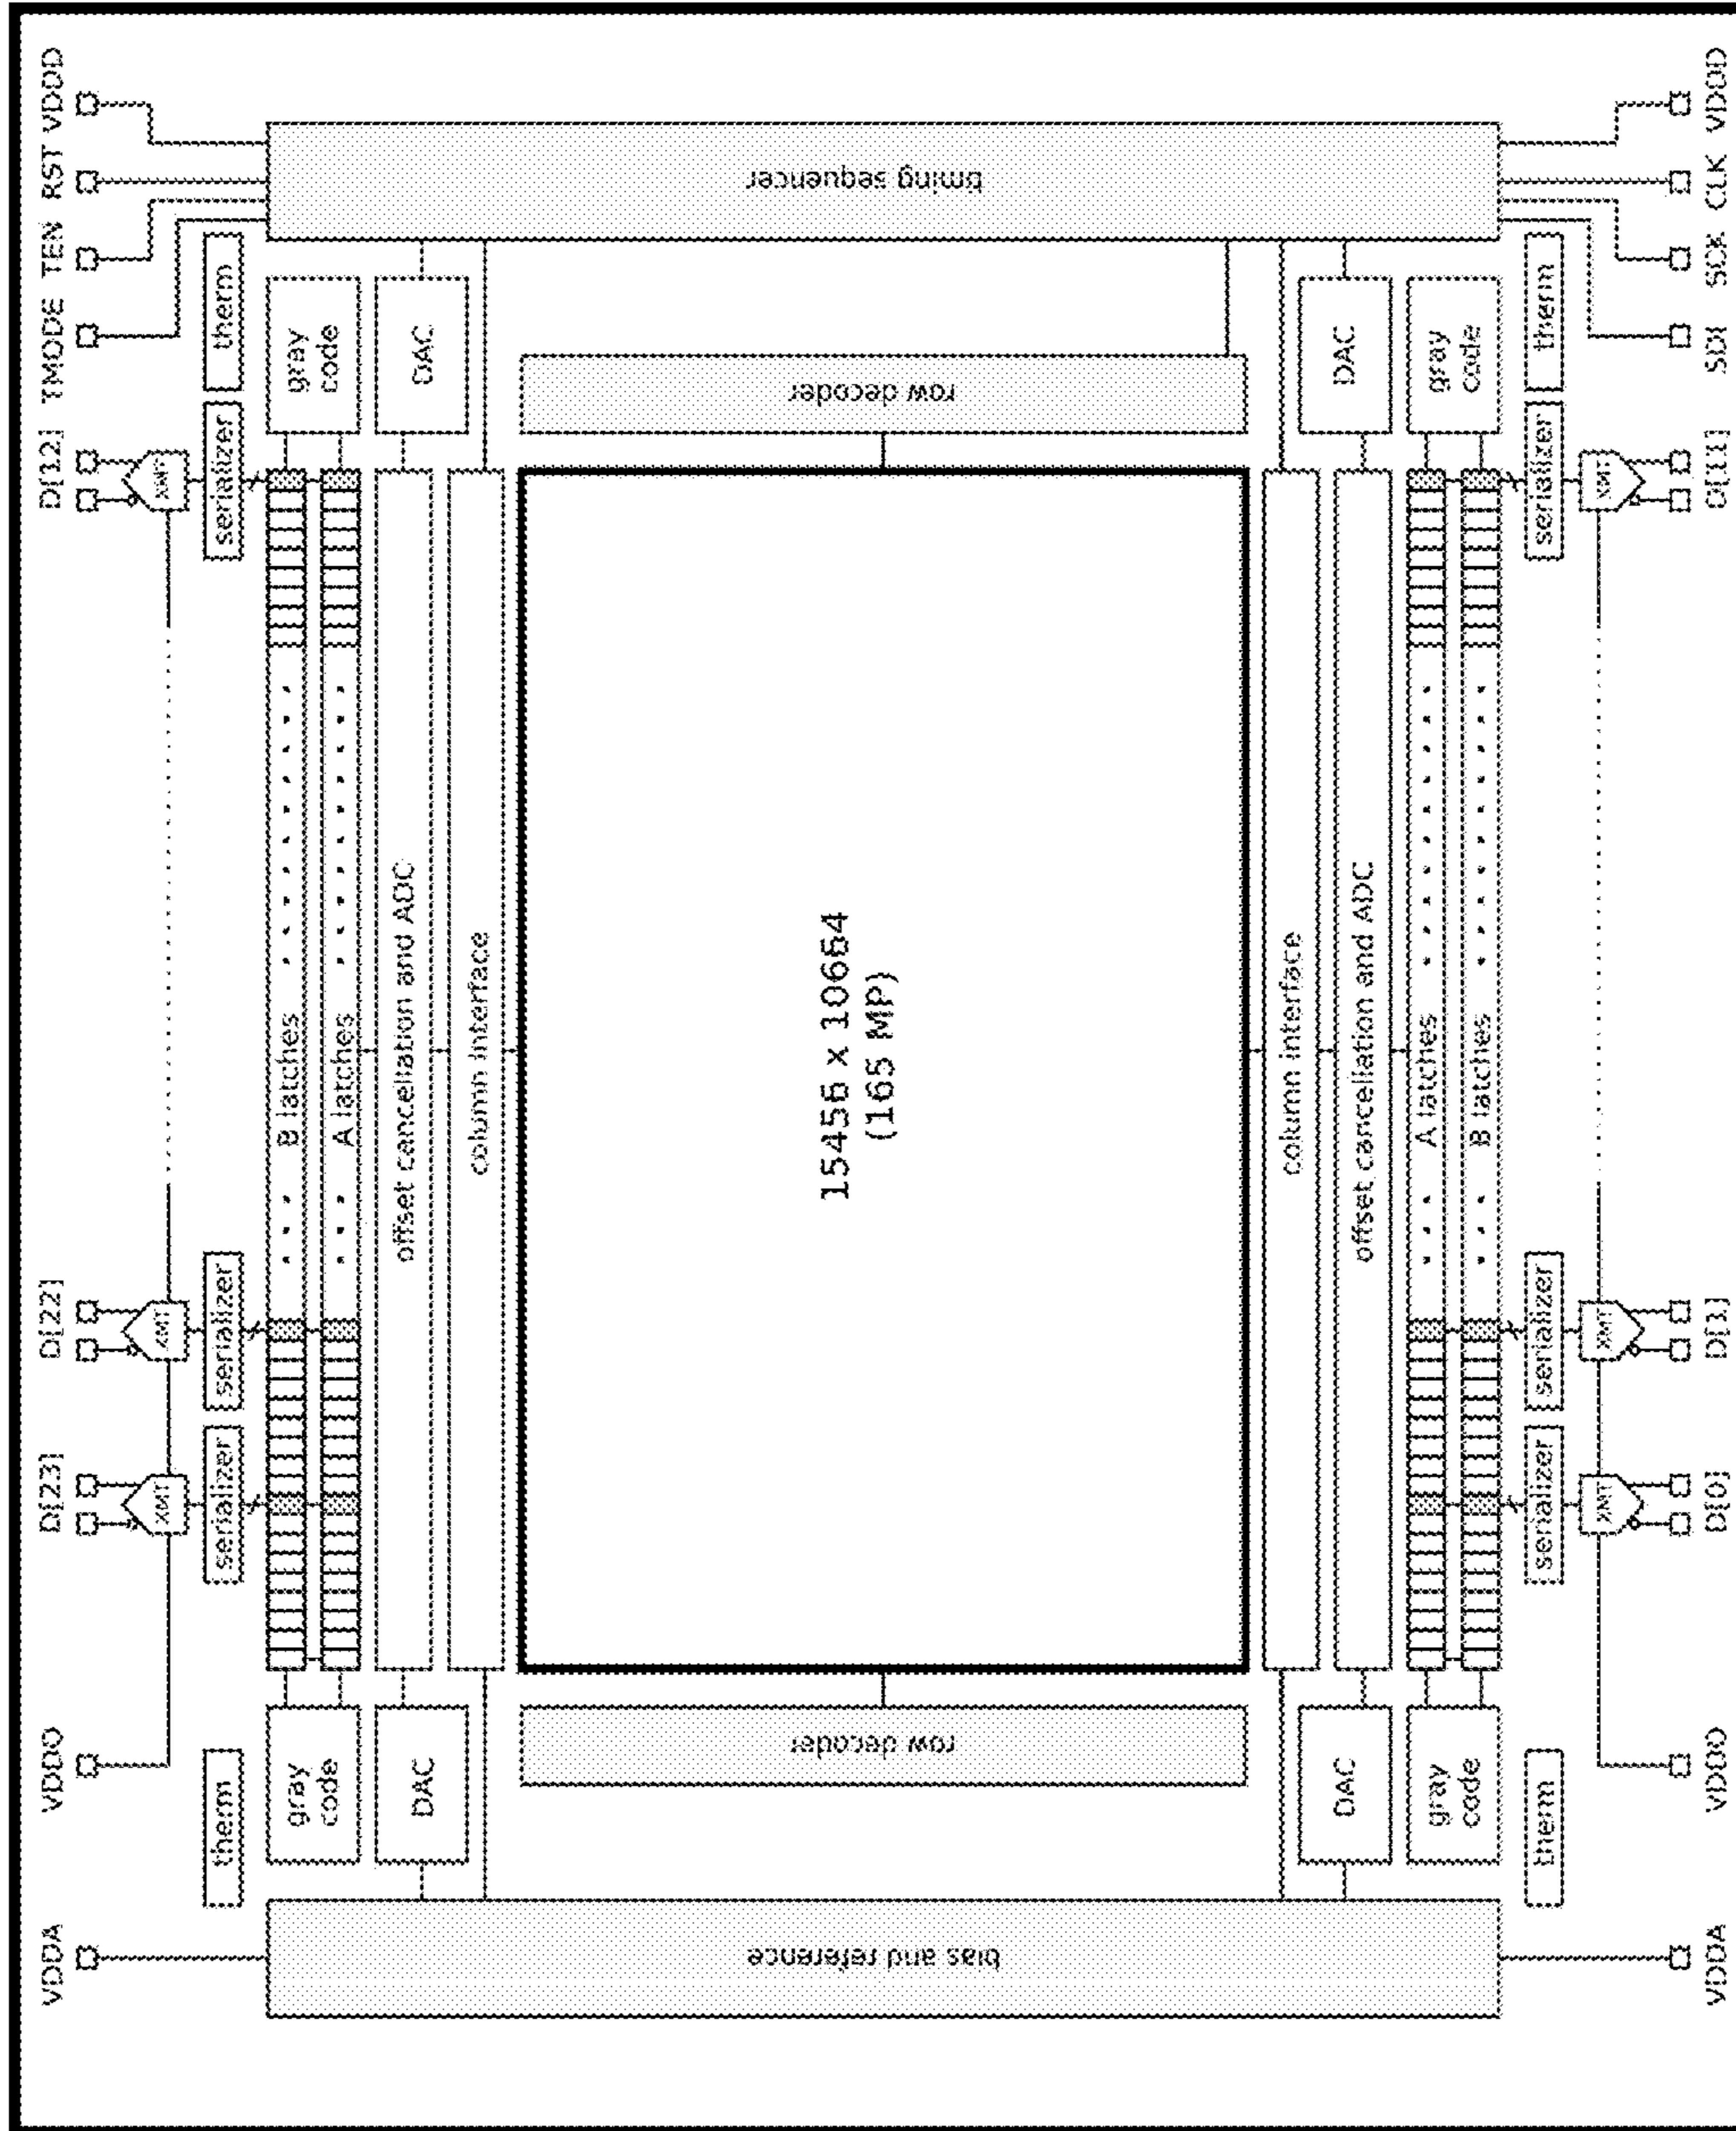 VDDA VDDO D[23] D[22] D[12] TMODE TEN RST VDDD
XMT XMT XMT
therm serializer serializer serializer therm
gray code B latches gray code
A latches
DAC offset cancellation and ADC DAC
column interface
bias and reference
row decoder
15456 x 10664
(165 MP)
row decoder
timing sequencer
column interface
DAC offset cancellation and ADC DAC
gray code A latches gray code
B latches
therm serializer serializer serializer therm
XMT XMT XMT
VDDA VDDO D[0] D[1] D[11] SDI SCK CLK VDDD